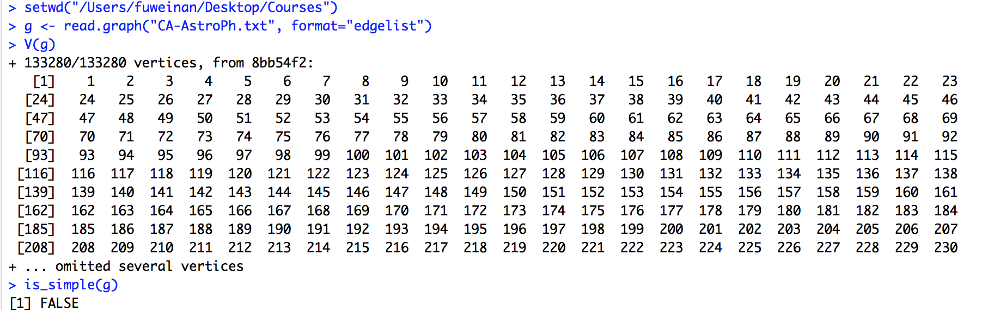 > setwd("/Users/fuweinan/Desktop/Courses")
> g <- read.graph("CA-AstroPh.txt", format="edgelist")
> V(g)
+ 133280/133280 vertices, from 8bb54f2:
[1] 1 2 3 4 5 6 7 8 9 10 11 12 13 14 15 16 17 18 19 20 21 22 23
[24] 24 25 26 27 28 29 30 31 32 33 34 35 36 37 38 39 40 41 42 43 44 45 46
[47] 47 48 49 50 51 52 53 54 55 56 57 58 59 60 61 62 63 64 65 66 67 68 69
[70] 70 71 72 73 74 75 76 77 78 79 80 81 82 83 84 85 86 87 88 89 90 91 92
[93] 93 94 95 96 97 98 99 100 101 102 103 104 105 106 107 108 109 110 111 112 113 114 115
[116] 116 117 118 119 120 121 122 123 124 125 126 127 128 129 130 131 132 133 134 135 136 137 138
[139] 139 140 141 142 143 144 145 146 147 148 149 150 151 152 153 154 155 156 157 158 159 160 161
[162] 162 163 164 165 166 167 168 169 170 171 172 173 174 175 176 177 178 179 180 181 182 183 184
[185] 185 186 187 188 189 190 191 192 193 194 195 196 197 198 199 200 201 202 203 204 205 206 207
[208] 208 209 210 211 212 213 214 215 216 217 218 219 220 221 222 223 224 225 226 227 228 229 230
+ ... omitted several vertices
> is_simple(g)
[1] FALSE